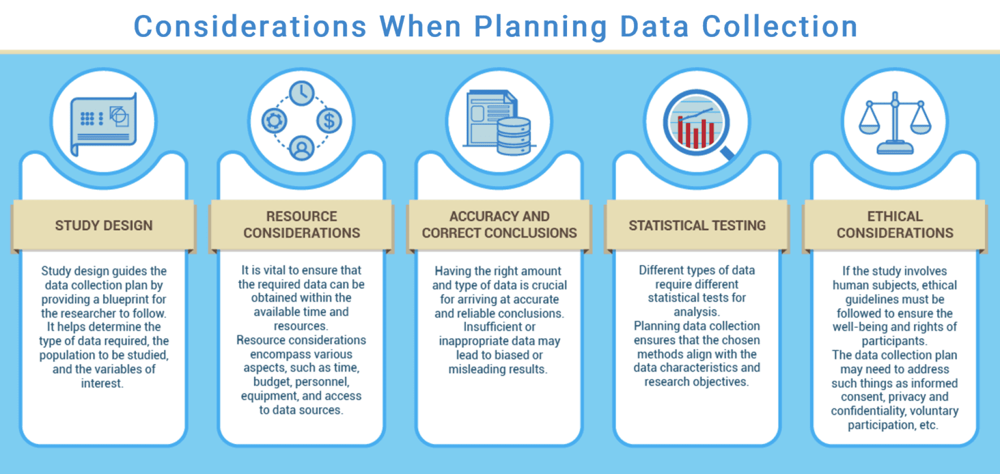 Considerations When Planning Data Collection
STUDY DESIGN
Study design guides the
data collection plan by
providing a blueprint for
the researcher to follow.
It helps determine the
type of data required, the
population to be studied,
and the variables of
interest.
RESOURCE
CONSIDERATIONS
It is vital to ensure that
the required data can be
obtained within the
available time and
resources.
Resource considerations
encompass various
aspects, such as time,
budget, personnel,
equipment, and access
to data sources.
ACCURACY AND
CORRECT CONCLUSIONS
Having the right amount
and type of data is crucial
for arriving at accurate
and reliable conclusions.
Insufficient or
inappropriate data may
lead to biased or
misleading results.
STATISTICAL TESTING
Different types of data
require different
statistical tests for
analysis.
Planning data collection
ensures that the chosen
methods align with the
data characteristics and
research objectives.
ETHICAL
CONSIDERATIONS
If the study involves
human subjects, ethical
guidelines must be
followed to ensure the
well-being and rights of
participants.
The data collection plan
may need to address
such things as informed
consent, privacy and
confidentiality, voluntary
participation, etc.